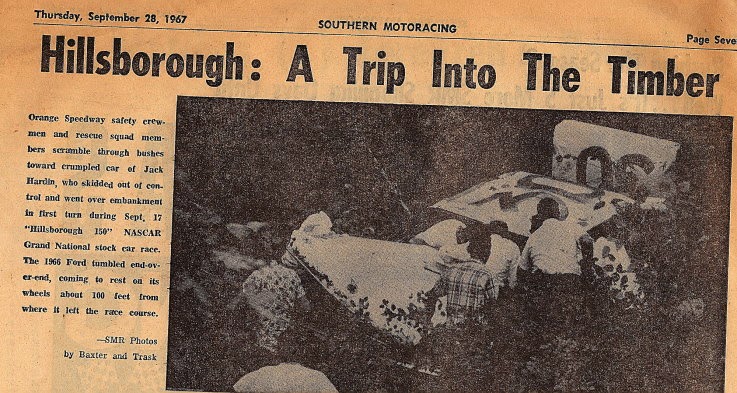 Thursday, September 28, 1967
SOUTHERN MOTORACING
Page Seve
Hillsborough: A Trip Into The Timber
Orange Speedway safety crew-
men and rescue squad mem-
bers scramble through bushes
toward crumpled car of Jack
Hardin, who skidded out of con-
trol and went over embankment
in first turn during Sept. 17
"Hillsborough 150" NASCAR
Grand National stock car race.
The 1966 Ford tumbled end-ov-
er-end, coming to rest on its
wheels about 100 feet from
where it left the race course.
—SMR Photos
by Baxter and Trask